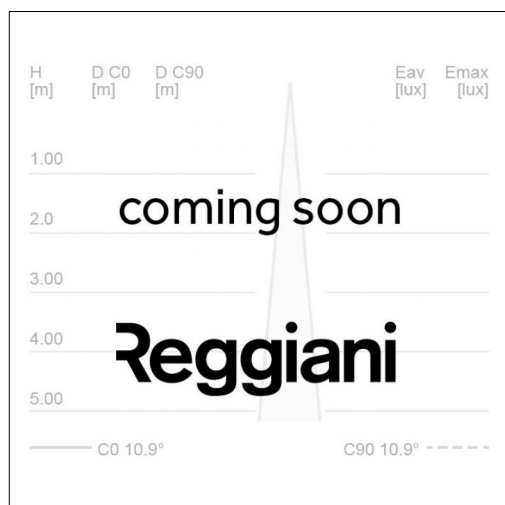 H D C0 D C90 Eav Emax
[m] [m] [m] [lux] [lux]
1.00
coming soon
2.0
3.00
4.00
Reggiani
5.00
C0 10.9° C90 10.9°